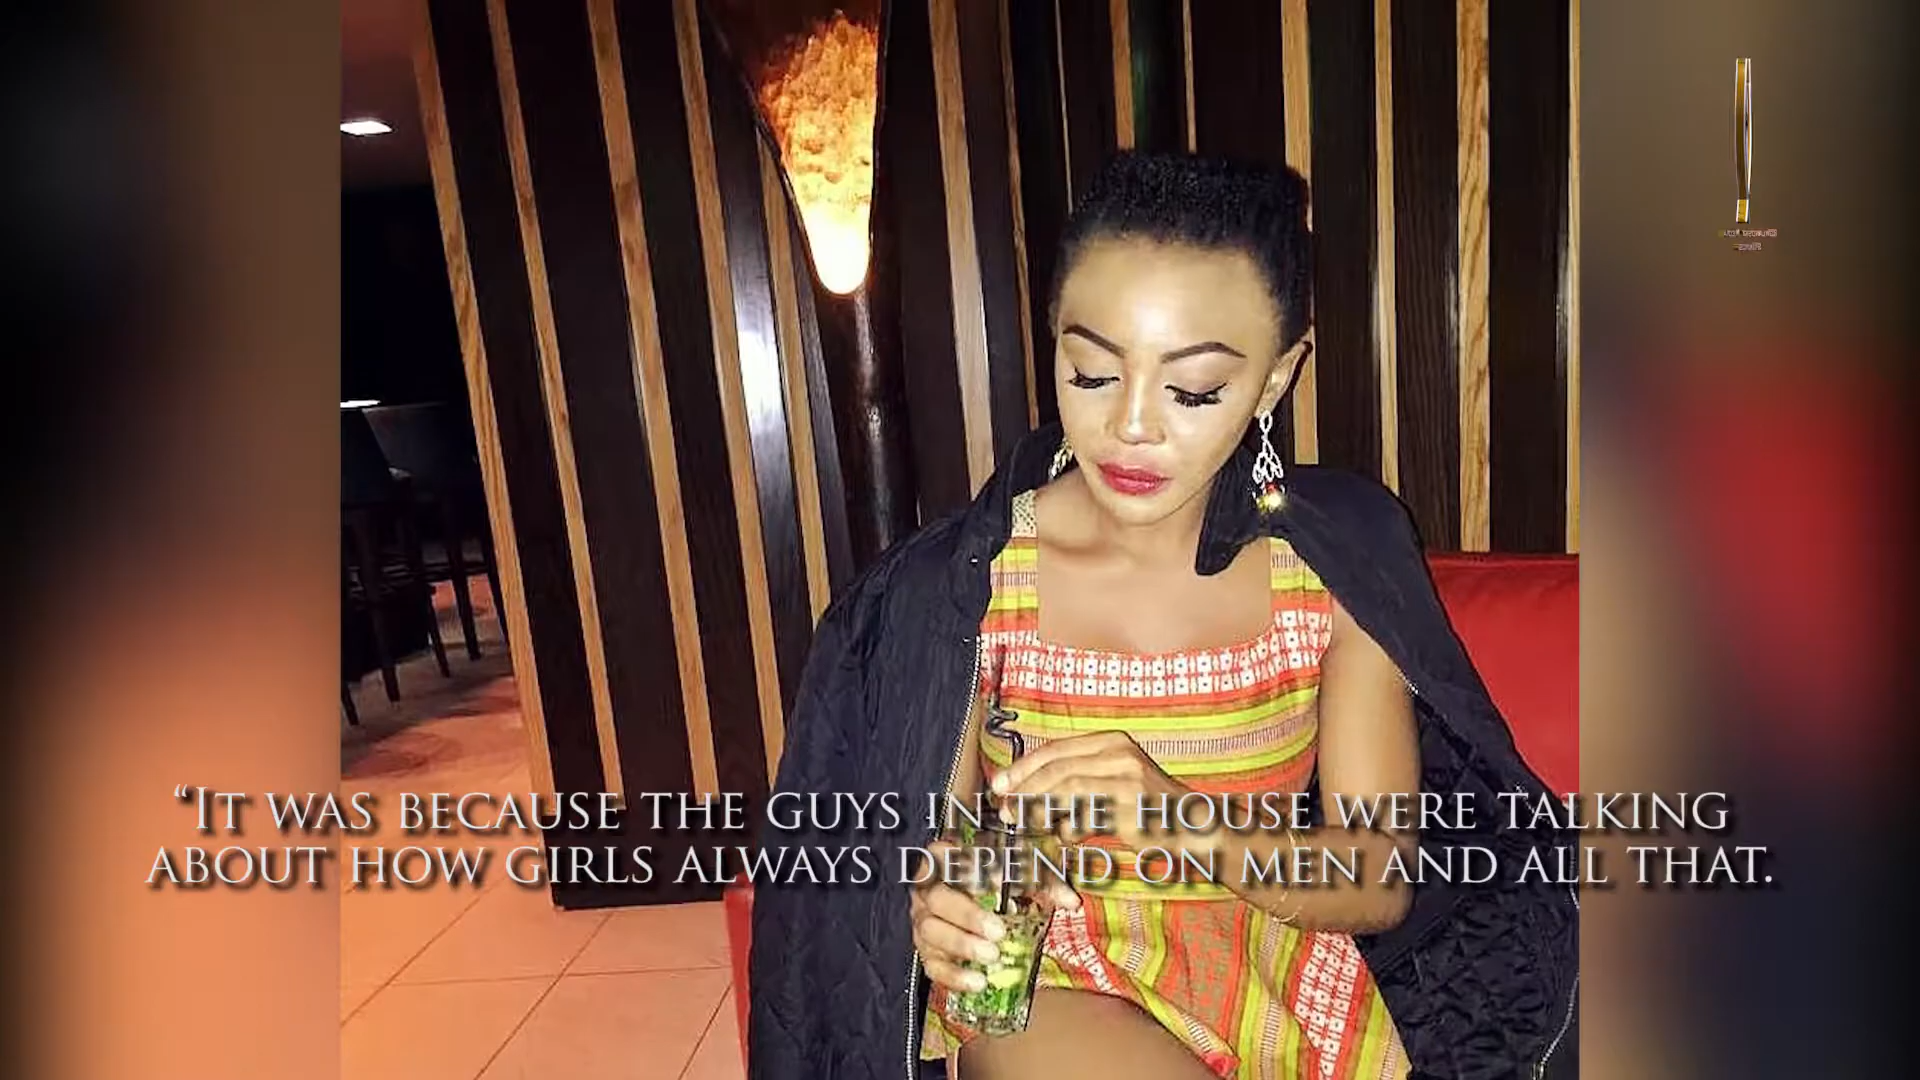 “It was because the guys in the house were talking
about how girls always depend on men and all that.